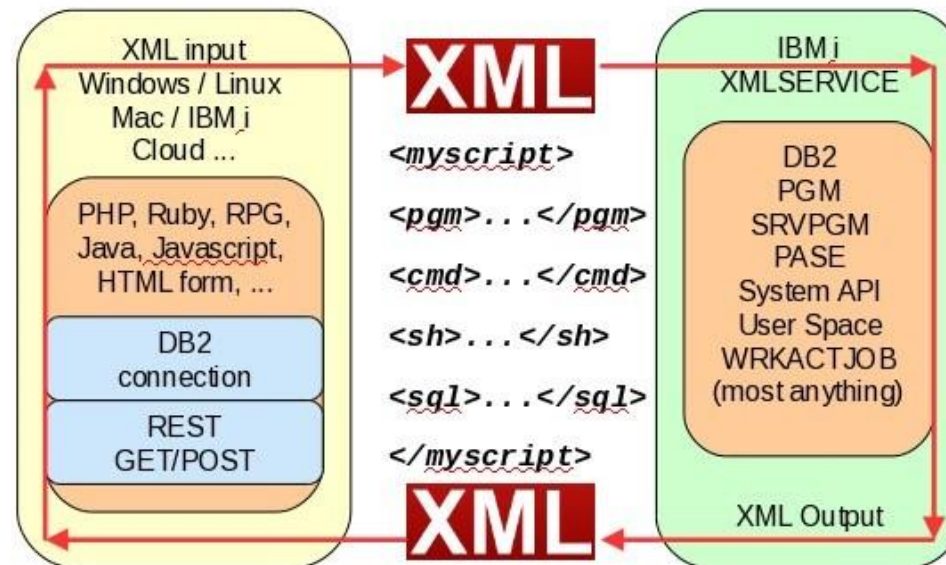 XML input
Windows / Linux
Mac / IBM i
Cloud ...
PHP, Ruby, RPG,
Java, Javascript,
HTML form, ...
DB2
connection
REST
GET/POST
XML
<myscript>
<pgm>...</pgm>
<cmd>...</cmd>
<sh>...</sh>
<sql>...</sql>
</myscript>
XML
IBM i
XMLSERVICE
DB2
PGM
SRVPGM
PASE
System API
User Space
WRKACTJOB
(most anything)
XML Output